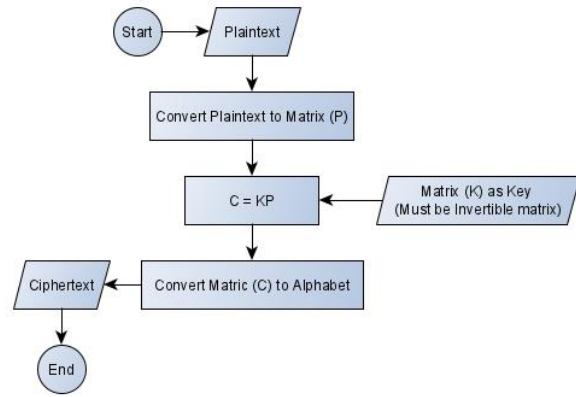 Start
Plaintext
Convert Plaintext to Matrix (P)
C = KP
Matrix (K) as Key
(Must be Invertible matrix)
Convert Matric (C) to Alphabet
Ciphertext
End